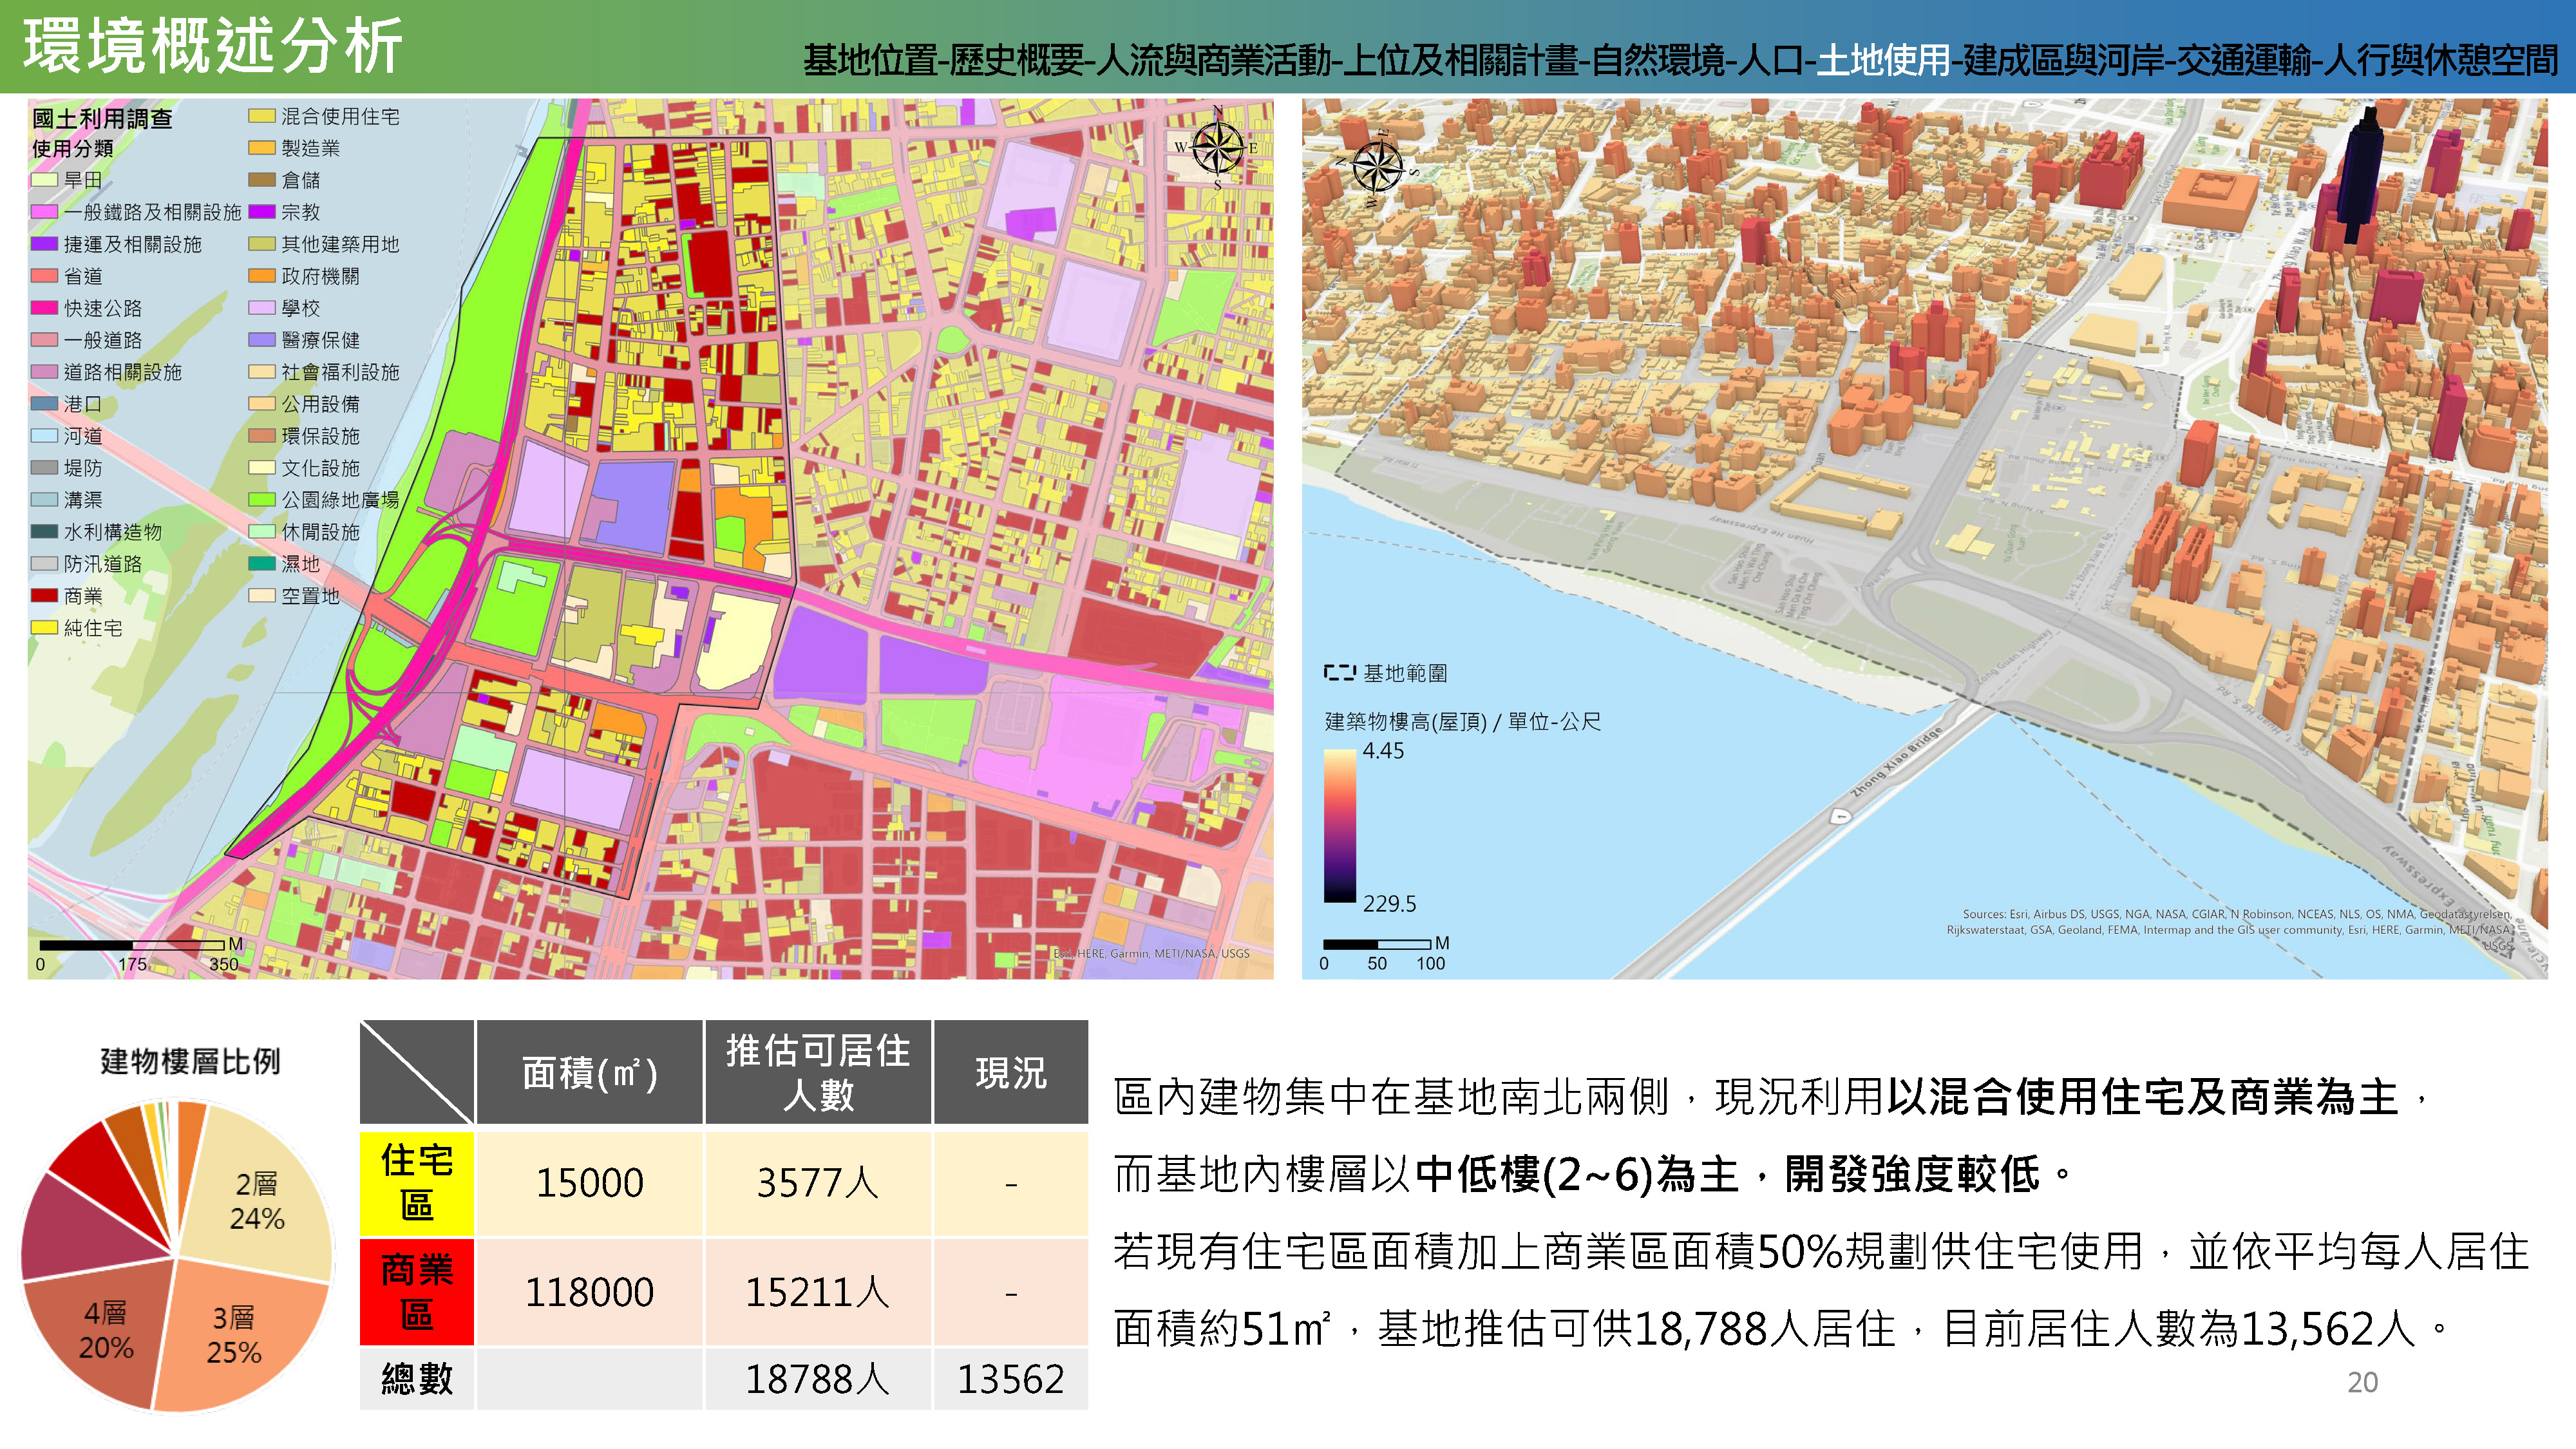 環境概述分析
基地位置-歷史概要-人流與商業活動-上位及相關計畫-自然環境-人口-土地使用-建成區與河岸-交通運輸-人行與休憩空間
國土利用調查
使用分類
旱田
一般鐵路及相關設施
捷運及相關設施
省道
快速公路
一般道路
道路相關設施
港口
河道
堤防
溝渠
水利構造物
防汛道路
商業
純住宅
混合使用住宅
製造業
倉儲
宗教
其他建築用地
政府機關
學校
醫療保健
社會福利設施
公用設備
環保設施
文化設施
公園綠地廣場
休閒設施
濕地
空置地
N
W E
S
M
0 175 350
Esri, HERE, Garmin, METI/NASA, USGS
N E
W S
Huan He Expressway
Zhong Xiao Bridge
1
基地範圍
建築物樓高(屋頂) / 單位-公尺
4.45
229.5
M
0 50 100
Sources: Esri, Airbus DS, USGS, NGA, NASA, CGIAR, N Robinson, NCEAS, NLS, OS, NMA, Geodatastyrelsen,
Rijkswaterstaat, GSA, Geoland, FEMA, Intermap and the GIS user community, Esri, HERE, Garmin, METI/NASA,
USGS
建物樓層比例
2層
24%
3層
25%
4層
20%
面積(㎡) 推估可居住人數 現況
住宅區 15000 3577人 -
商業區 118000 15211人 -
總數 18788人 13562
區內建物集中在基地南北兩側，現況利用以混合使用住宅及商業為主，
而基地內樓層以中低樓(2~6)為主，開發強度較低。
若現有住宅區面積加上商業區面積50%規劃供住宅使用，並依平均每人居住
面積約51㎡，基地推估可供18,788人居住，目前居住人數為13,562人。
20